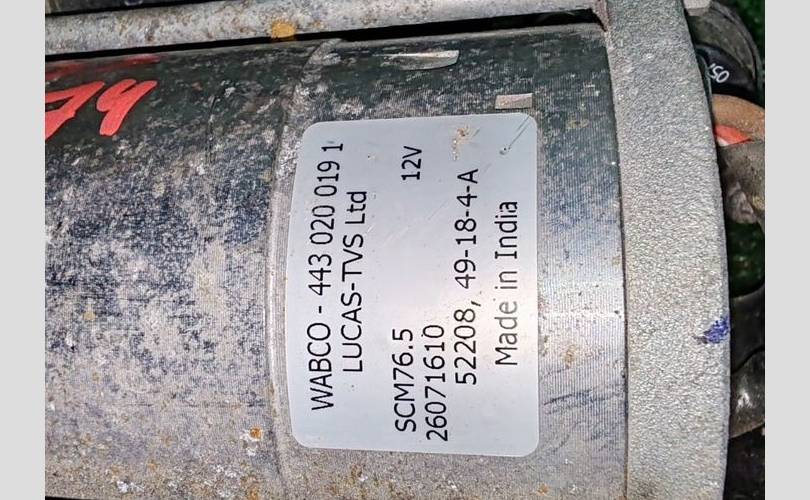 WABCO - 443 020 019 1
LUCAS-TVS Ltd
SCM76.5 12V
26071610
52208, 49-18-4-A
Made in India